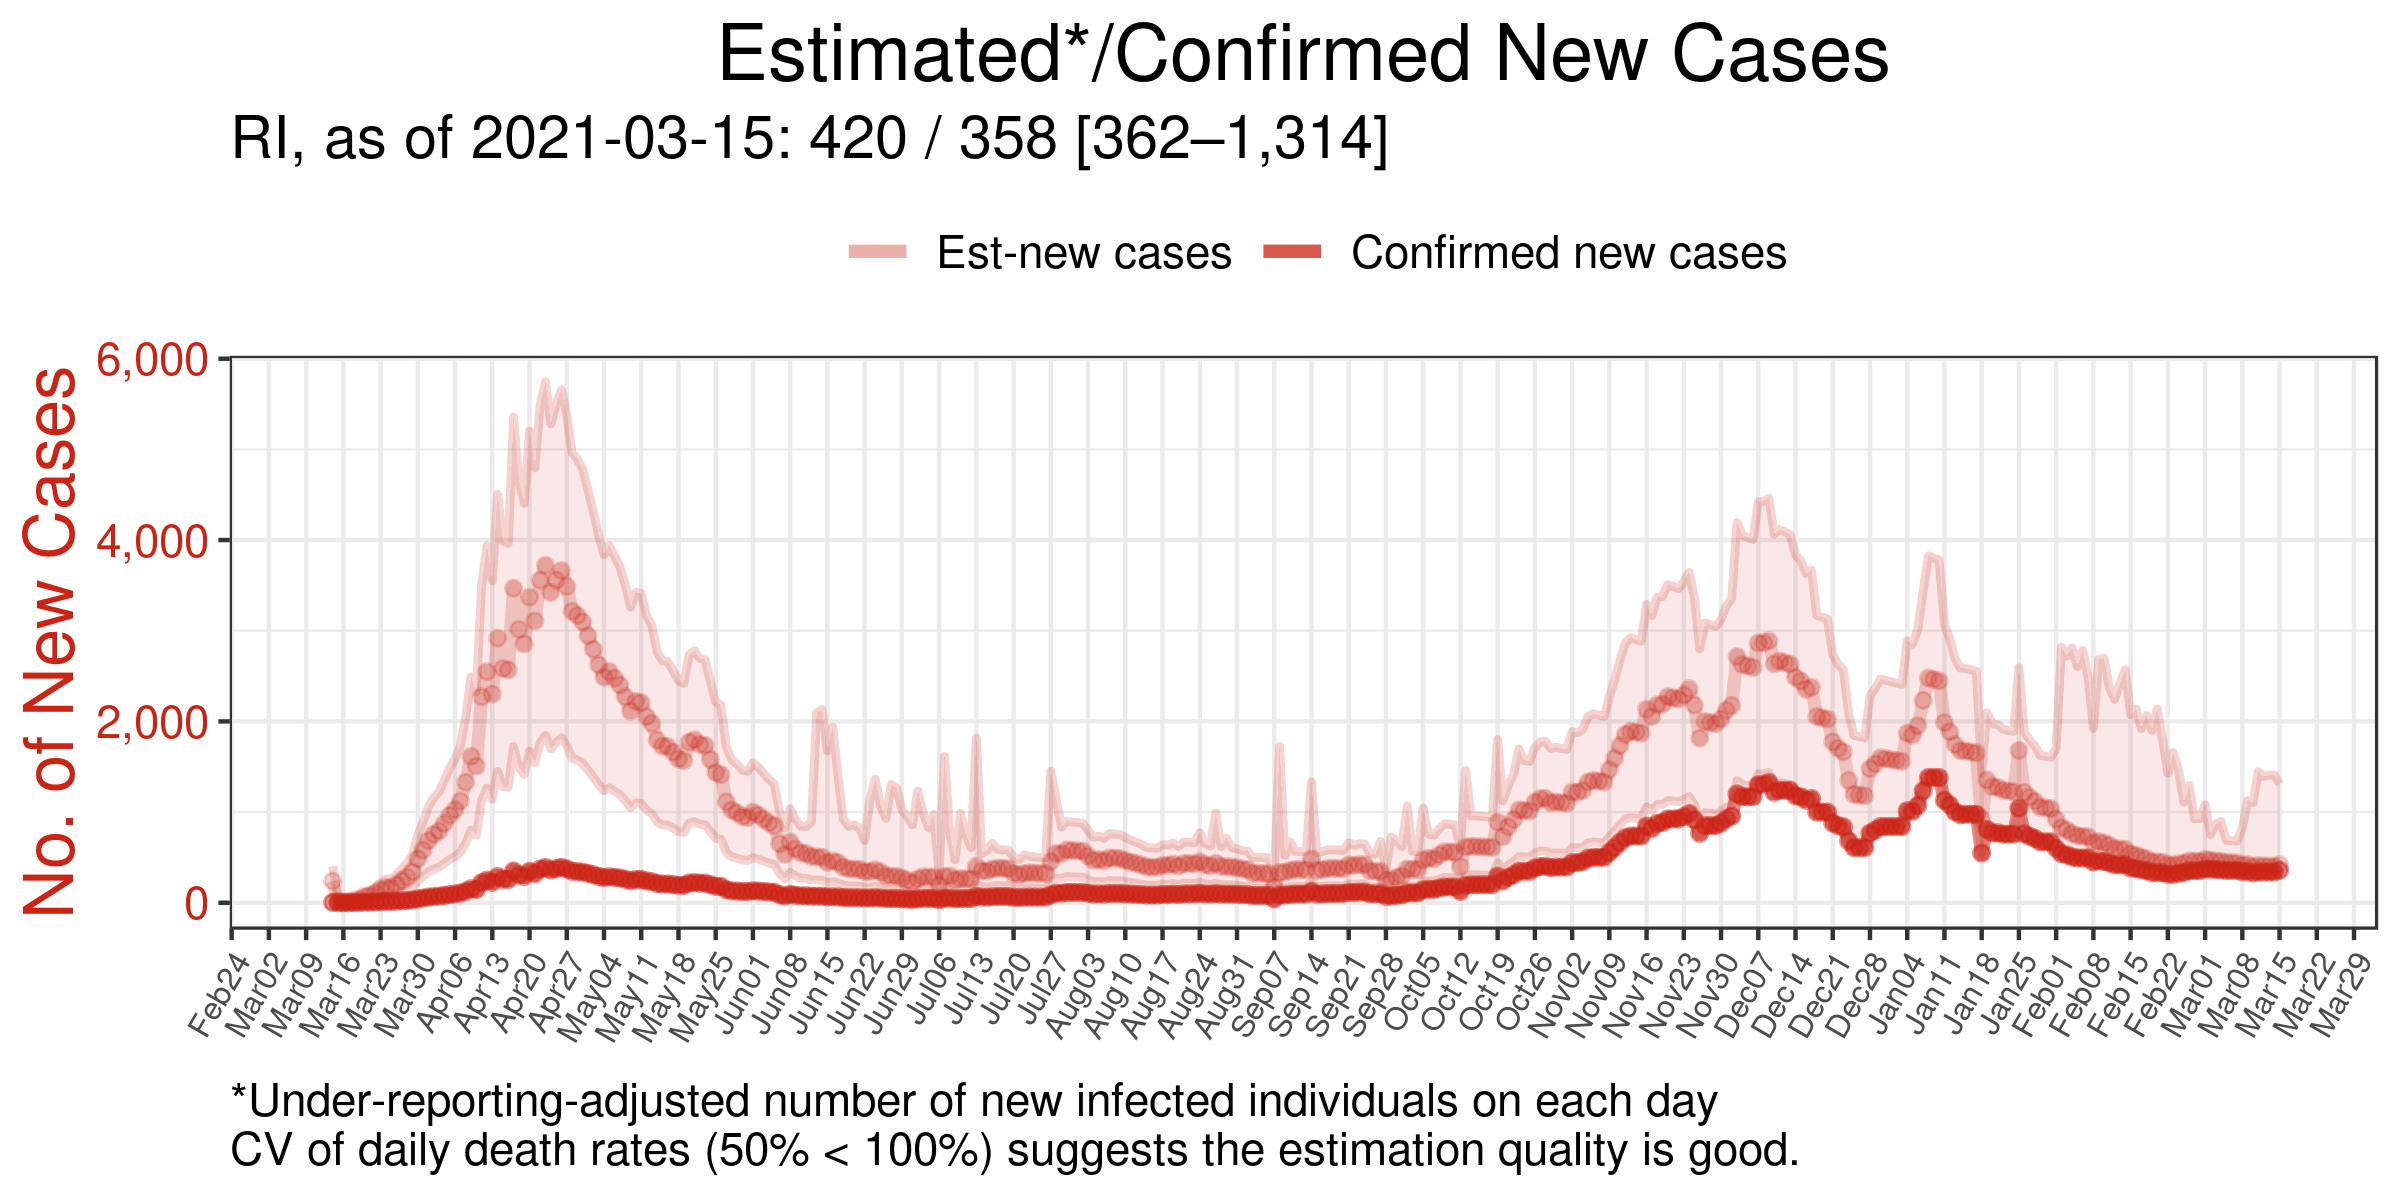 Estimated*/Confirmed New Cases
RI, as of 2021-03-15: 420 / 358 [362–1,314]
Est-new cases
Confirmed new cases
No. of New Cases
6,000
4,000
2,000
0
Feb24
Mar02
Mar09
Mar16
Mar23
Mar30
Apr06
Apr13
Apr20
Apr27
May04
May11
May18
May25
Jun01
Jun08
Jun15
Jun22
Jun29
Jul06
Jul13
Jul20
Jul27
Aug03
Aug10
Aug17
Aug24
Aug31
Sep07
Sep14
Sep21
Sep28
Oct05
Oct12
Oct19
Oct26
Nov02
Nov09
Nov16
Nov23
Nov30
Dec07
Dec14
Dec21
Dec28
Jan04
Jan11
Jan18
Jan25
Feb01
Feb08
Feb15
Feb22
Mar01
Mar08
Mar15
Mar22
Mar29
*Under-reporting-adjusted number of new infected individuals on each day
CV of daily death rates (50% < 100%) suggests the estimation quality is good.